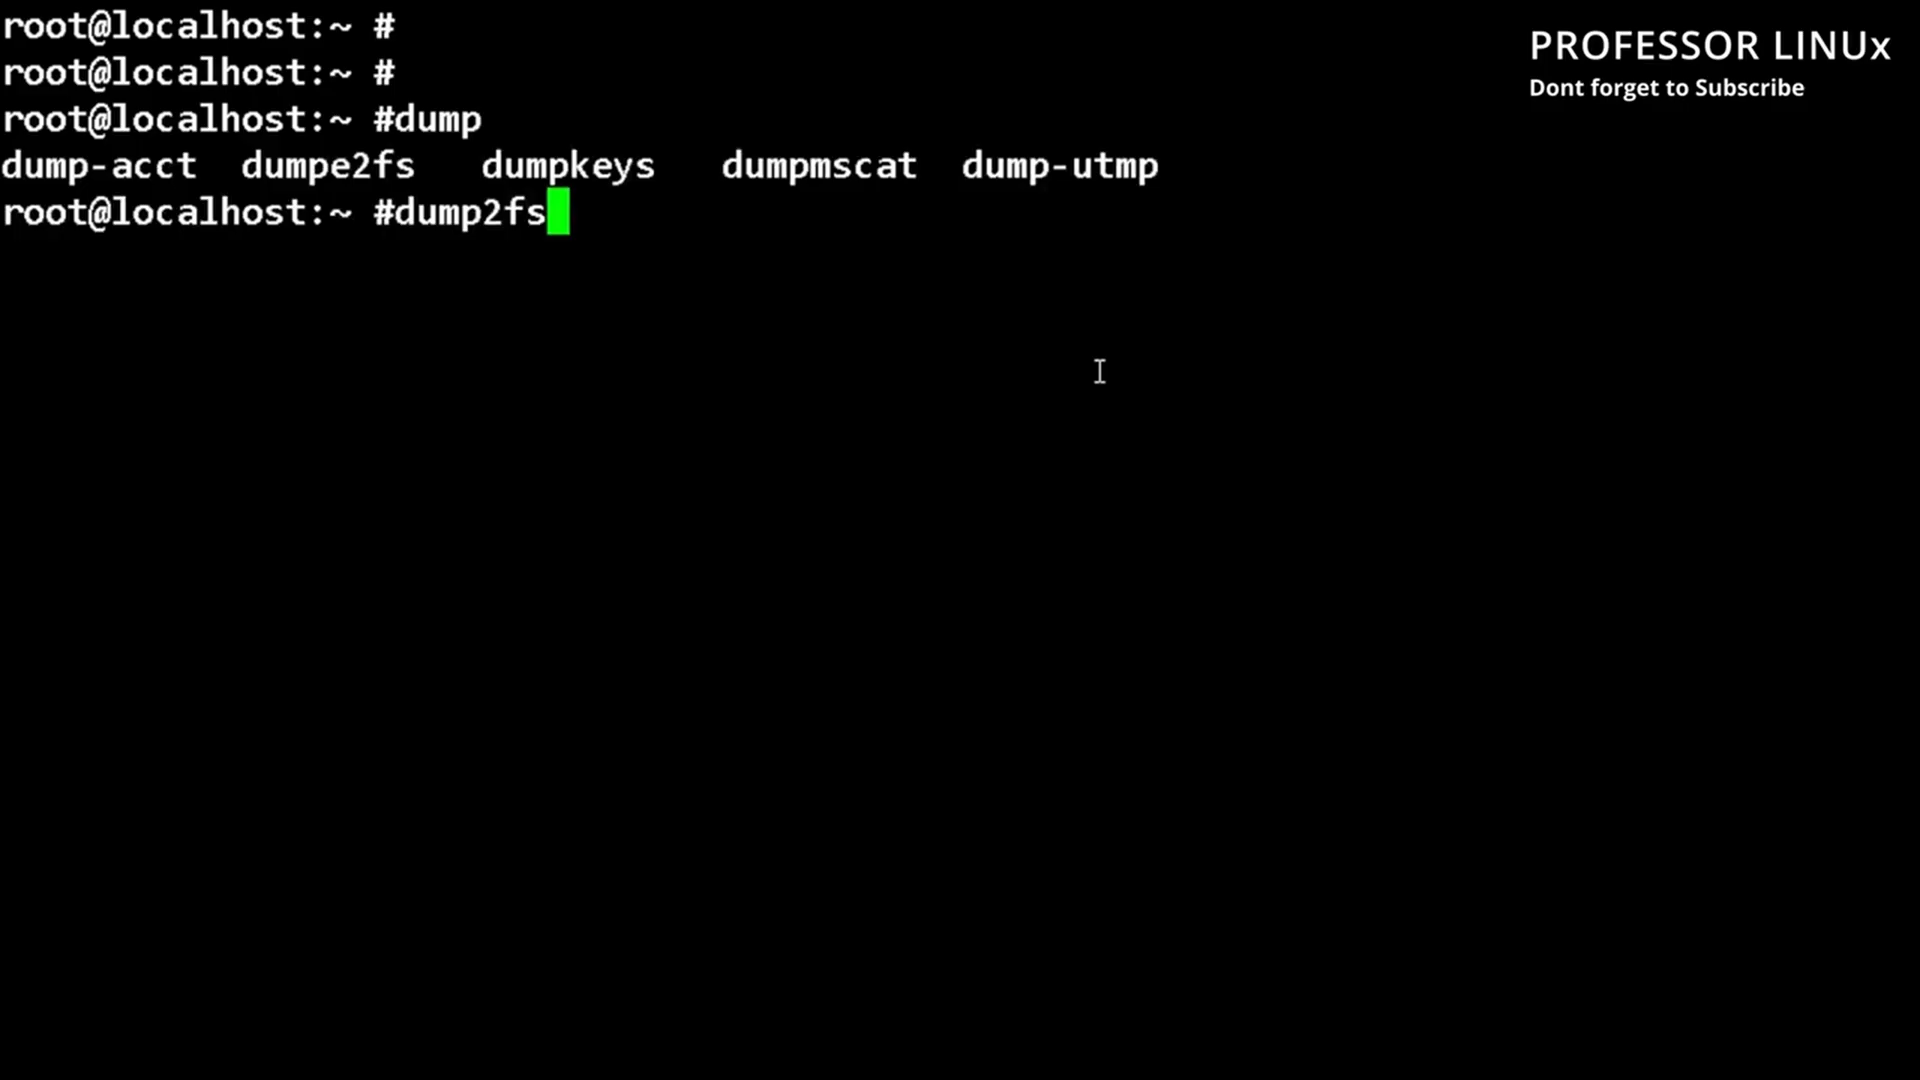 root@localhost:~ #
root@localhost:~ #
root@localhost:~ #dump
dump-acct  dumpe2fs   dumpkeys   dumpmscat  dump-utmp
root@localhost:~ #dump2fs
PROFESSOR LINUx
Dont forget to Subscribe